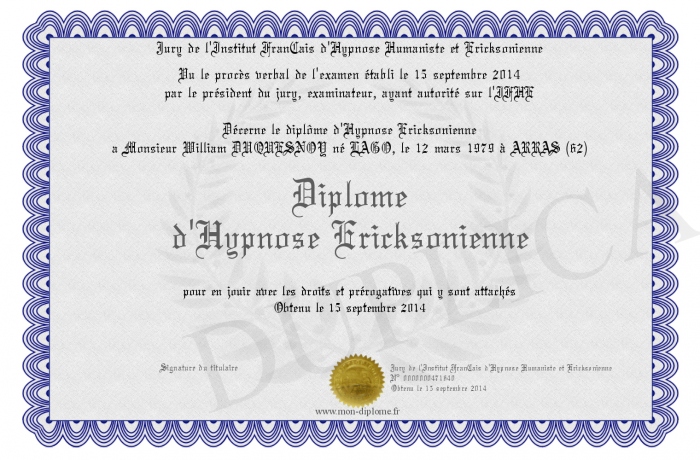 Jury de l'Institut FranCais d'Hypnose Humaniste et Ericksonienne
Vu le procès verbal de l'examen établi le 15 septembre 2014
par le président du jury, examinateur, ayant autorité sur l'IFHE
Décerne le diplôme d'Hypnose Ericksonienne
a Monsieur William DUQUESNOY né LAGO, le 12 mars 1979 à ARRAS (62)
Diplome
d'Hypnose Ericksonienne
DUPLICATA
pour en jouir avec les droits et prérogatives qui y sont attachés
Obtenu le 15 septembre 2014
Signature du titulaire
Jury de l'Institut FranCais d'Hypnose Humaniste et Ericksonienne
N° 0000000471640
Obtenu le 15 septembre 2014
www.mon-diplome.fr